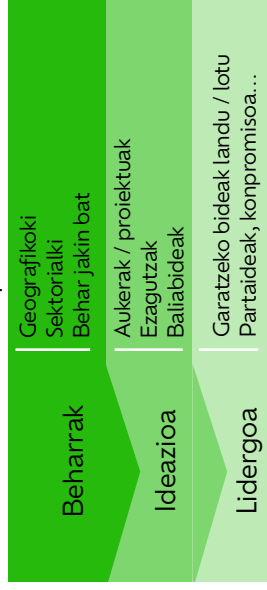 Beharrak
Geografikoki
Sektorialki
Behar jakin bat
Ideazioa
Aukerak / proiektuak
Ezagutzak
Baliabideak
Lidergoa
Garatzeko bideak landu / lotu
Partaideak, konpromisoa...